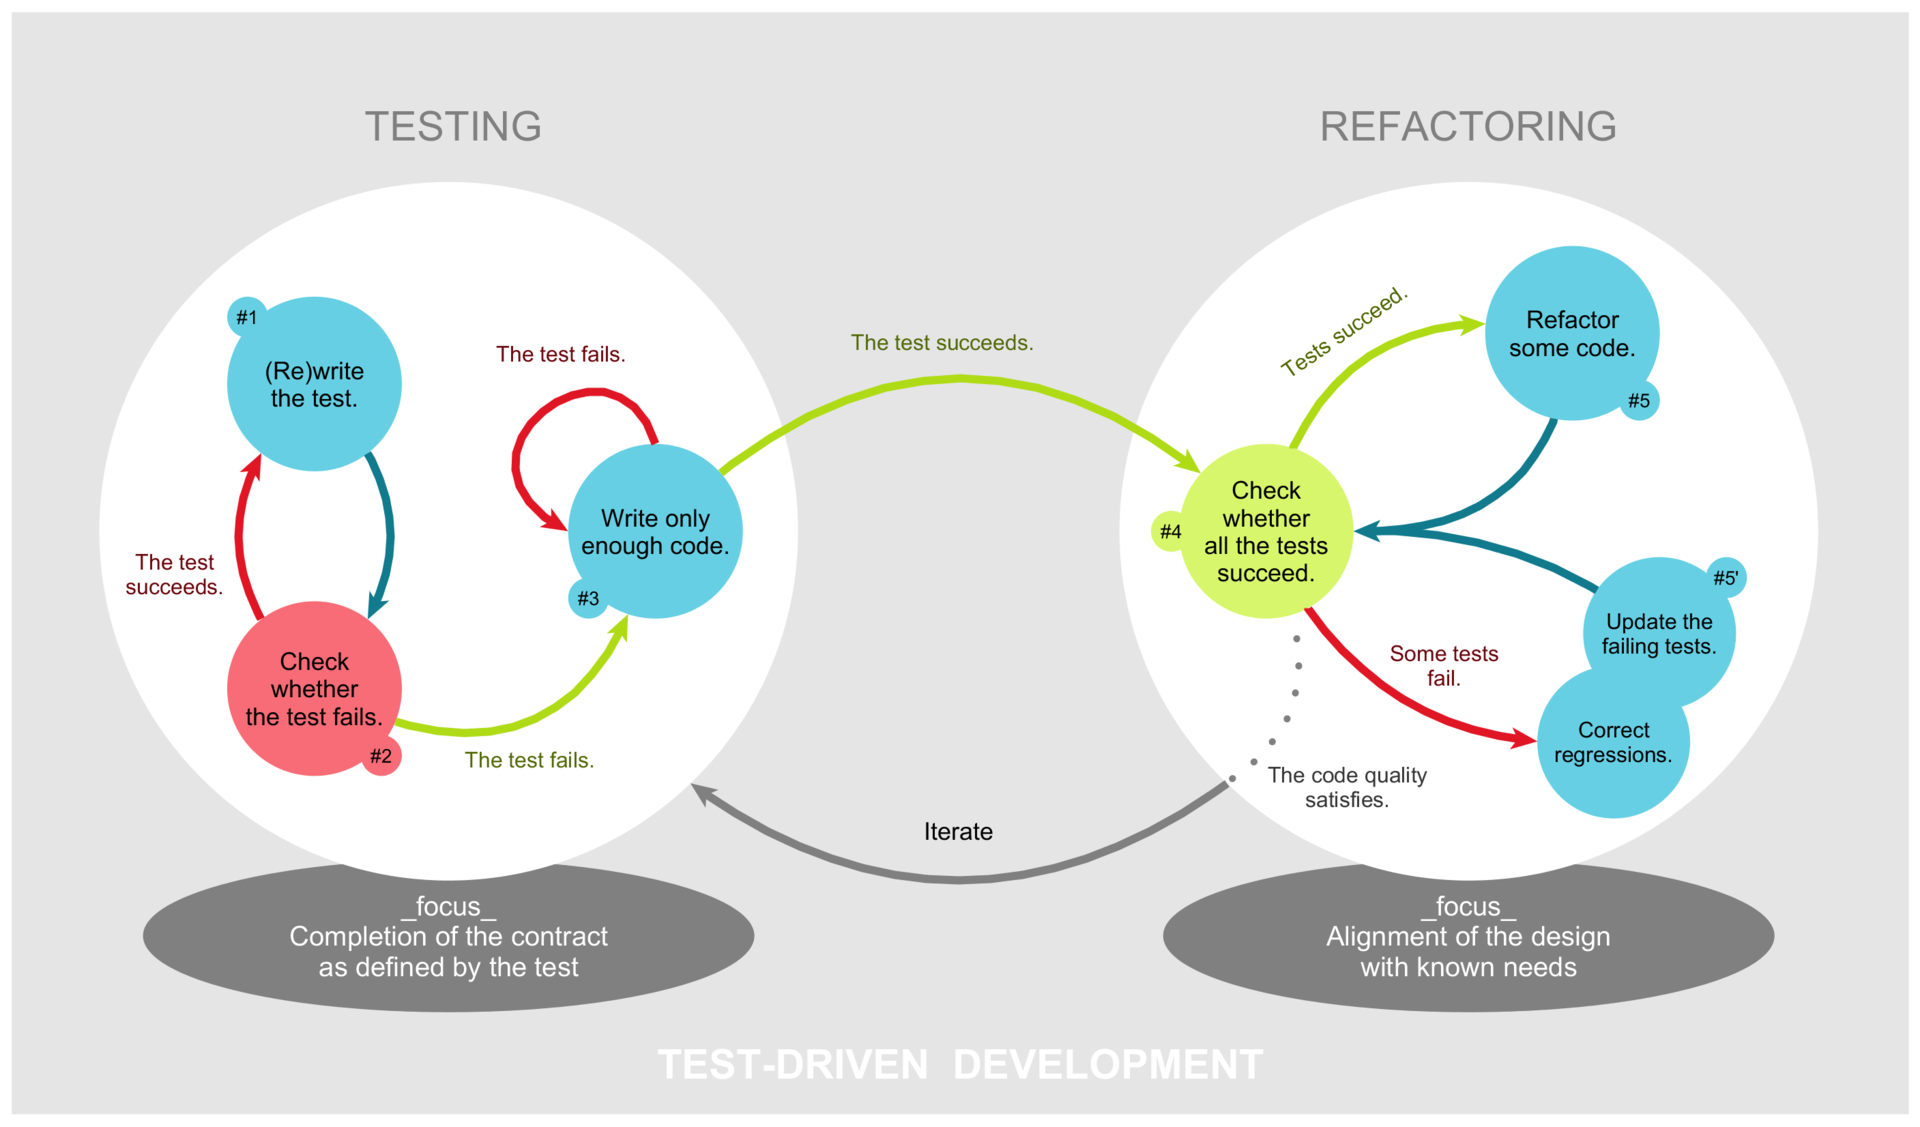 TESTING
REFACTORING
#1
(Re)write
the test.
The test
succeeds.
Check
whether
the test fails.
#2
The test fails.
The test fails.
Write only
enough code.
#3
The test succeeds.
#4
Check
whether
all the tests
succeed.
Tests succeed.
Refactor
some code.
#5
Some tests
fail.
#5'
Update the
failing tests.
Correct
regressions.
The code quality
satisfies.
Iterate
_focus_
Completion of the contract
as defined by the test
_focus_
Alignment of the design
with known needs
TEST-DRIVEN DEVELOPMENT